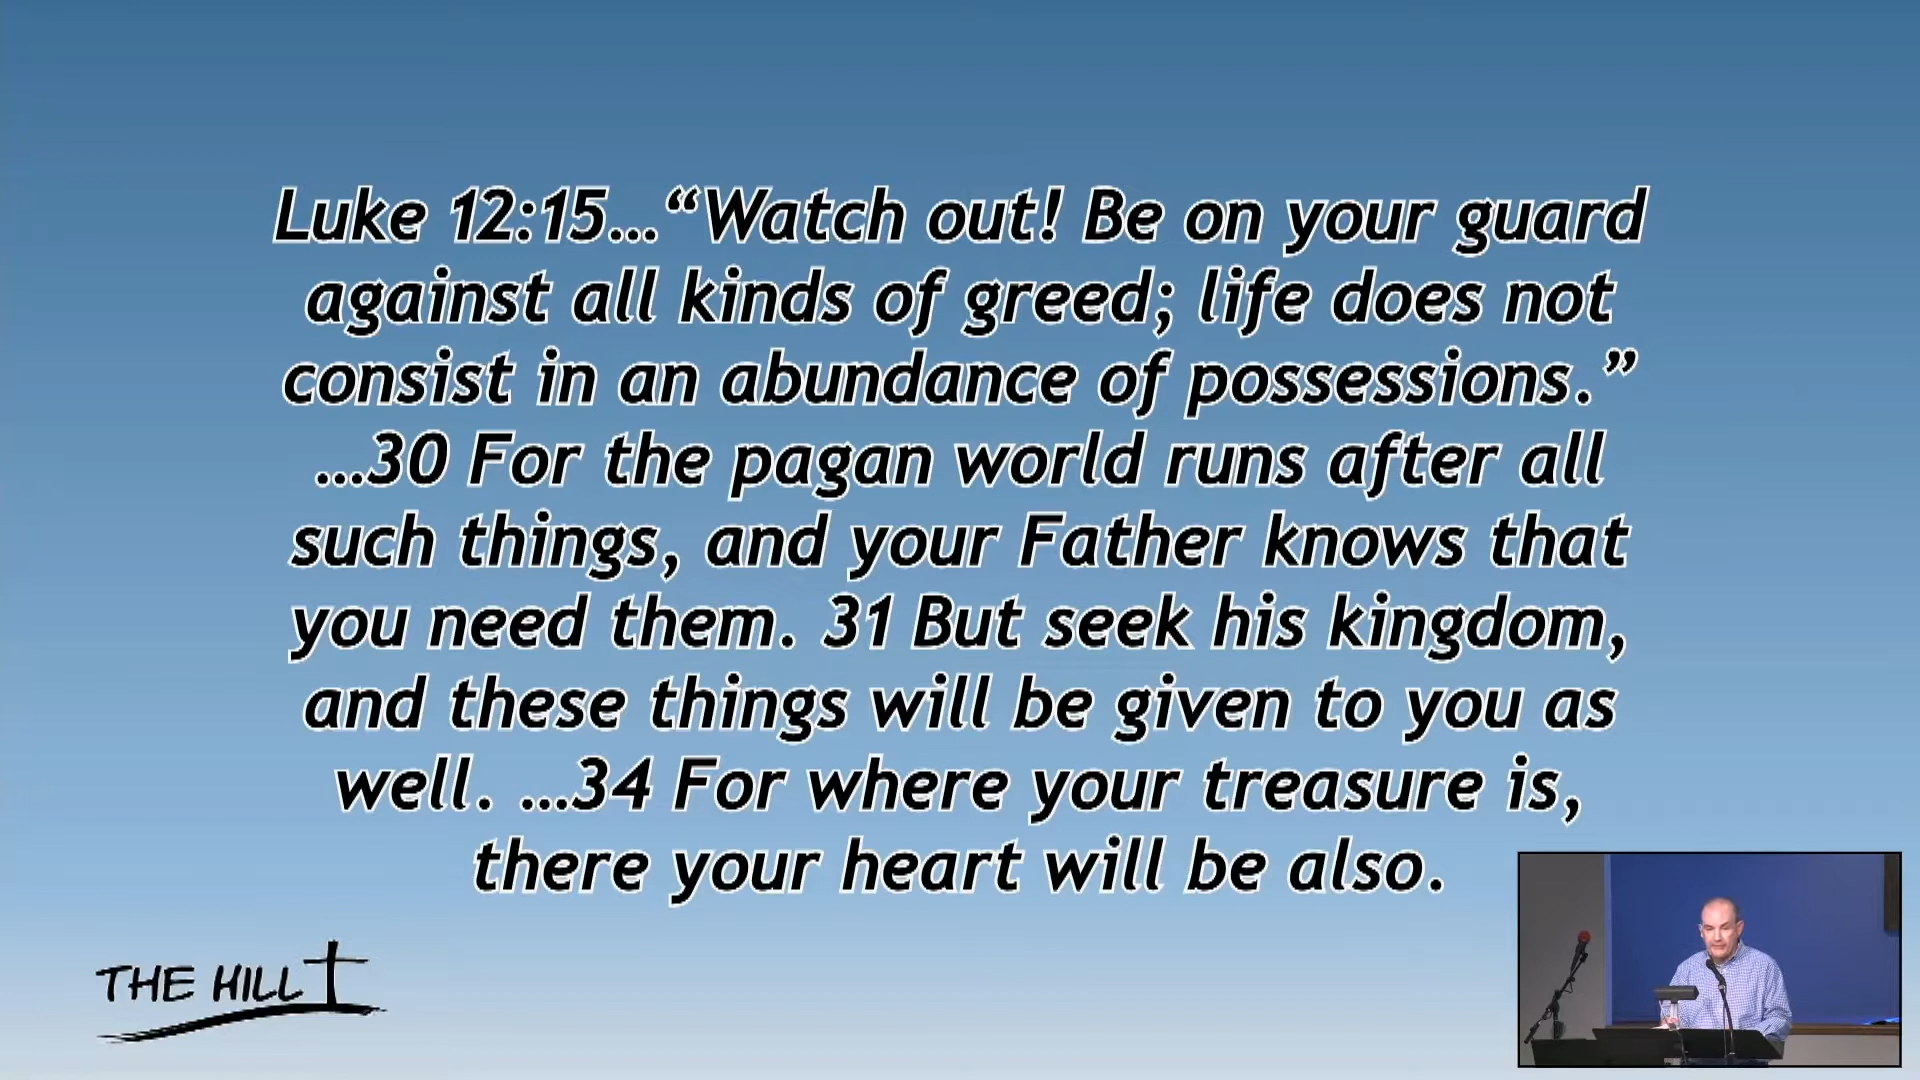 Luke 12:15…“Watch out! Be on your guard
against all kinds of greed; life does not
consist in an abundance of possessions.”
…30 For the pagan world runs after all
such things, and your Father knows that
you need them. 31 But seek his kingdom,
and these things will be given to you as
well. …34 For where your treasure is,
there your heart will be also.
THE HILL